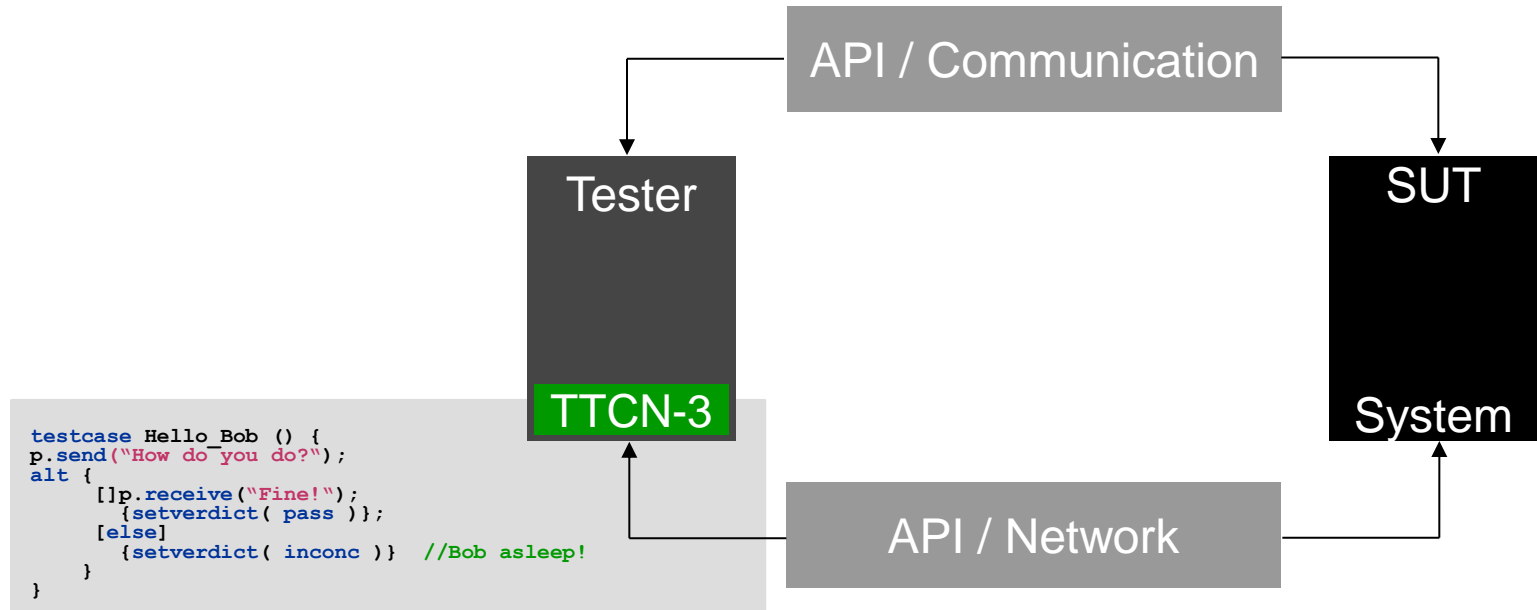 API / Communication
Tester
SUT
TTCN-3
System
testcase Hello_Bob () {
p.send(“How do you do?“);
alt {
[]p.receive(“Fine!“);
{setverdict( pass )};
[else]
{setverdict( inconc )} //Bob asleep!
}
}
API / Network